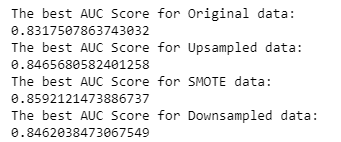 The best AUC Score for Original data:
0.8317507863743032
The best AUC Score for Upsampled data:
0.8465680582401258
The best AUC Score for SMOTE data:
0.8592121473886737
The best AUC Score for Downsampled data:
0.8462038473067549